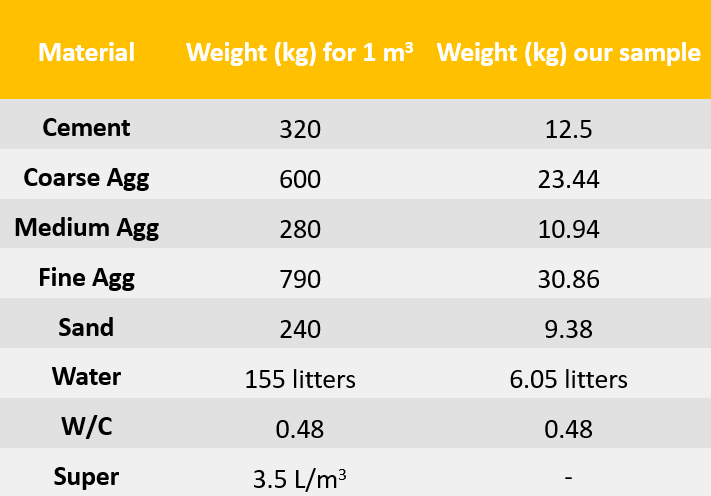 Material Weight (kg) for 1 m³ Weight (kg) our sample
Cement 320 12.5
Coarse Agg 600 23.44
Medium Agg 280 10.94
Fine Agg 790 30.86
Sand 240 9.38
Water 155 litters 6.05 litters
W/C 0.48 0.48
Super 3.5 L/m³ -